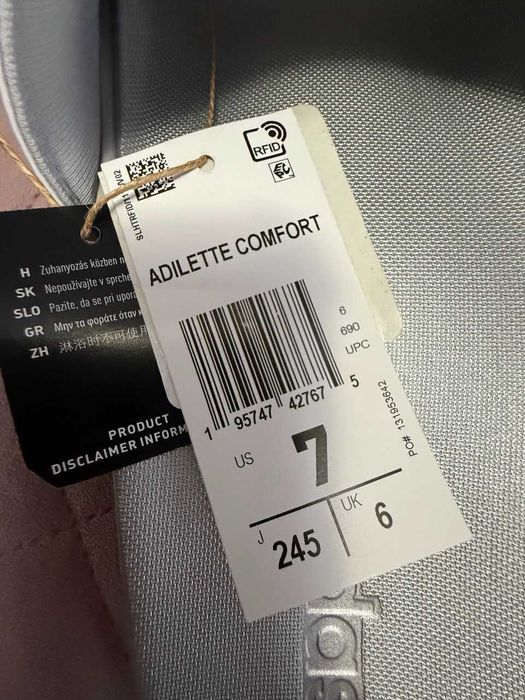 RFID
ADILETTE COMFORT
6
690
UPC
1 95747 42767 5
PO# 131953642
US 7
J 245
UK 6
H Zuhanyozás közben
SK Nepoužívajte v sprche
SLO Pazite, da se pri
GR Μην τα φοράτε όταν
ZH 淋浴时不可使用
PRODUCT
DISCLAIMER